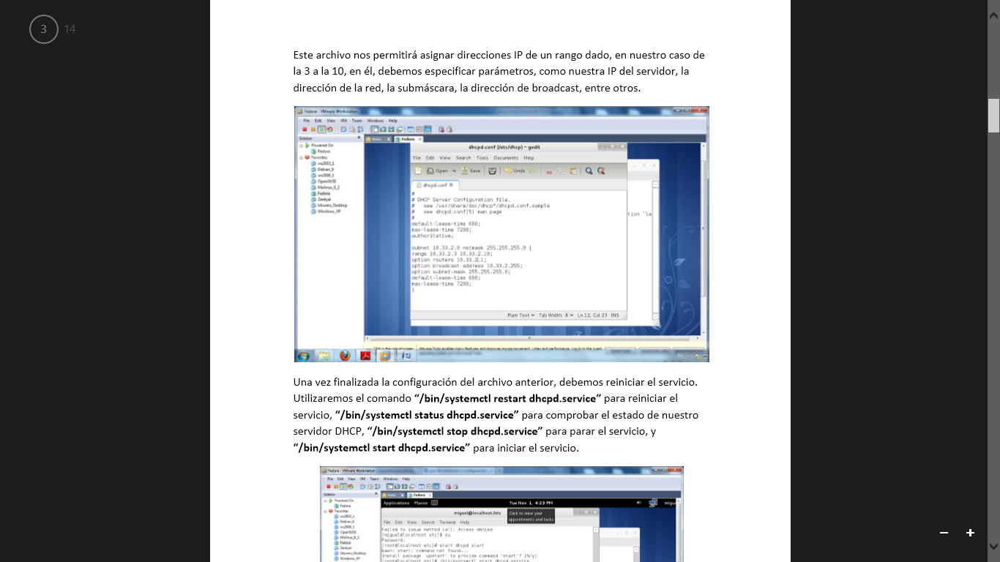 3 14
Este archivo nos permitirá asignar direcciones IP de un rango dado, en nuestro caso de
la 3 a la 10, en él, debemos especificar parámetros, como nuestra IP del servidor, la
dirección de la red, la submáscara, la dirección de broadcast, entre otros.
Fedora - VMware Workstation
File Edit View VM Team Windows Help
Sidebar
Powered On
Fedora
Favorites
ws2003_1
Debian_6
ws2008_1
OpenSUSE
Molinux_6_2
Fedora
Zentyal
Ubuntu_Desktop
Windows_XP
Home Fedora
dhcpd.conf (/etc/dhcp) - gedit
File Edit View Search Tools Documents Help
Open Save Undo
dhcpd.conf
#
# DHCP Server Configuration file.
# see /usr/share/doc/dhcp*/dhcpd.conf.sample
# see dhcpd.conf(5) man page
#
default-lease-time 600;
max-lease-time 7200;
authoritative;
subnet 10.33.2.0 netmask 255.255.255.0 {
range 10.33.2.3 10.33.2.10;
option routers 10.33.2.1;
option broadcast-address 10.33.2.255;
option subnet-mask 255.255.255.0;
default-lease-time 600;
max-lease-time 7200;
}
tion `la
Plain Text Tab Width: 8 Ln 12, Col 23 INS
Una vez finalizada la configuración del archivo anterior, debemos reiniciar el servicio.
Utilizaremos el comando “/bin/systemctl restart dhcpd.service” para reiniciar el
servicio, “/bin/systemctl status dhcpd.service” para comprobar el estado de nuestro
servidor DHCP, “/bin/systemctl stop dhcpd.service” para parar el servicio, y
“/bin/systemctl start dhcpd.service” para iniciar el servicio.
Fedora - VMware Workstation
File Edit View VM Team Windows Help
Sidebar
Powered On
Fedora
Favorites
ws2003_1
Debian_6
ws2008_1
OpenSUSE
Molinux_6_2
Fedora
Zentyal
Ubuntu_Desktop
Windows_XP
Home Fedora
Applications Places Tue Nov 1, 4:23 PM migue
miguel@localhost:/etc
Click to view your
appointments and tasks
File Edit View Search Terminal Help
Failed to issue method call: Access denied
[miguel@localhost etc]$ su
Password:
[root@localhost etc]# start dhcpd start
bash: start: command not found...
Install package 'upstart' to provide command 'start'? [N/y]
[root@localhost etc]# /bin/systemctl start dhcpd.service